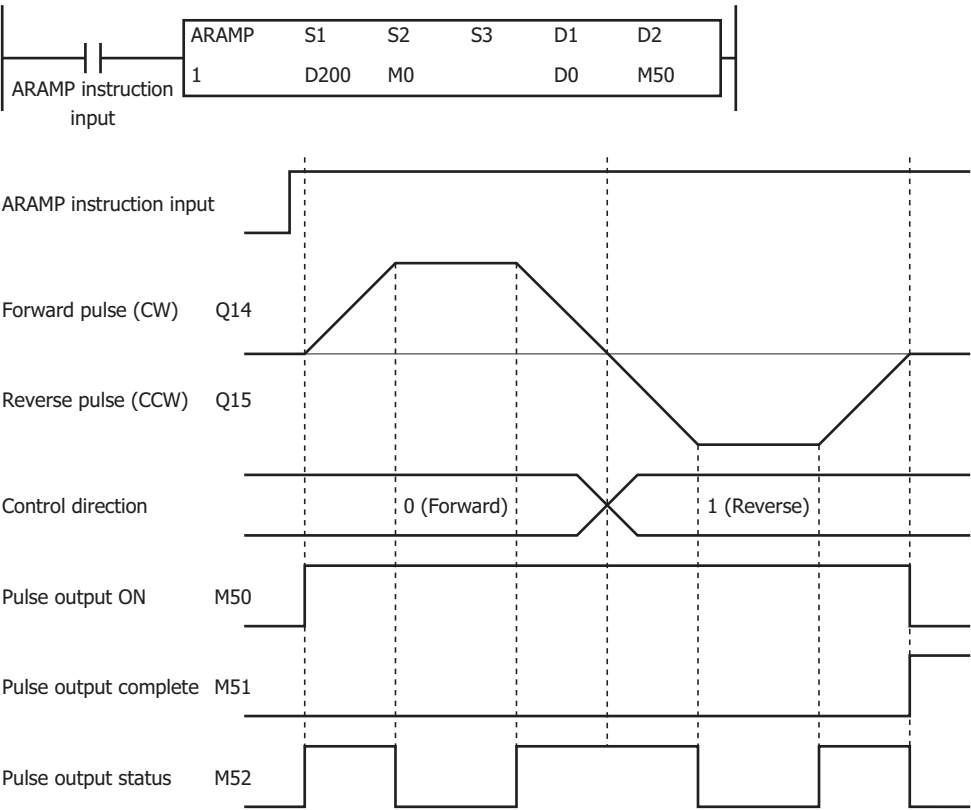 ARAMP S1 S2 S3 D1 D2
1 D200 M0 D0 M50
ARAMP instruction
input
ARAMP instruction input
Forward pulse (CW) Q14
Reverse pulse (CCW) Q15
Control direction 0 (Forward) 1 (Reverse)
Pulse output ON M50
Pulse output complete M51
Pulse output status M52